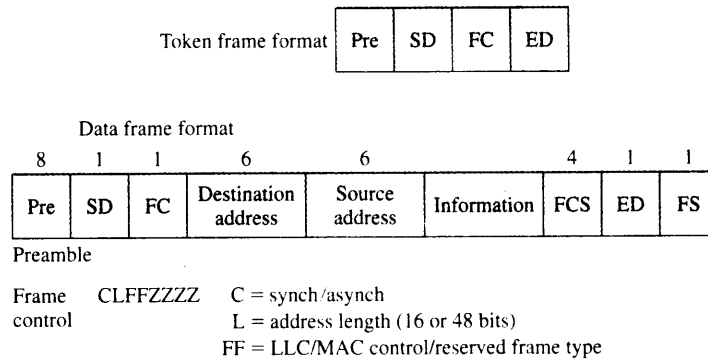 Token frame format Pre SD FC ED
Data frame format
8 1 1 6 6 4 1 1
Pre SD FC Destination address Source address Information FCS ED FS
Preamble
Frame control CLFFZZZZ C = synch/asynch
L = address length (16 or 48 bits)
FF = LLC/MAC control/reserved frame type